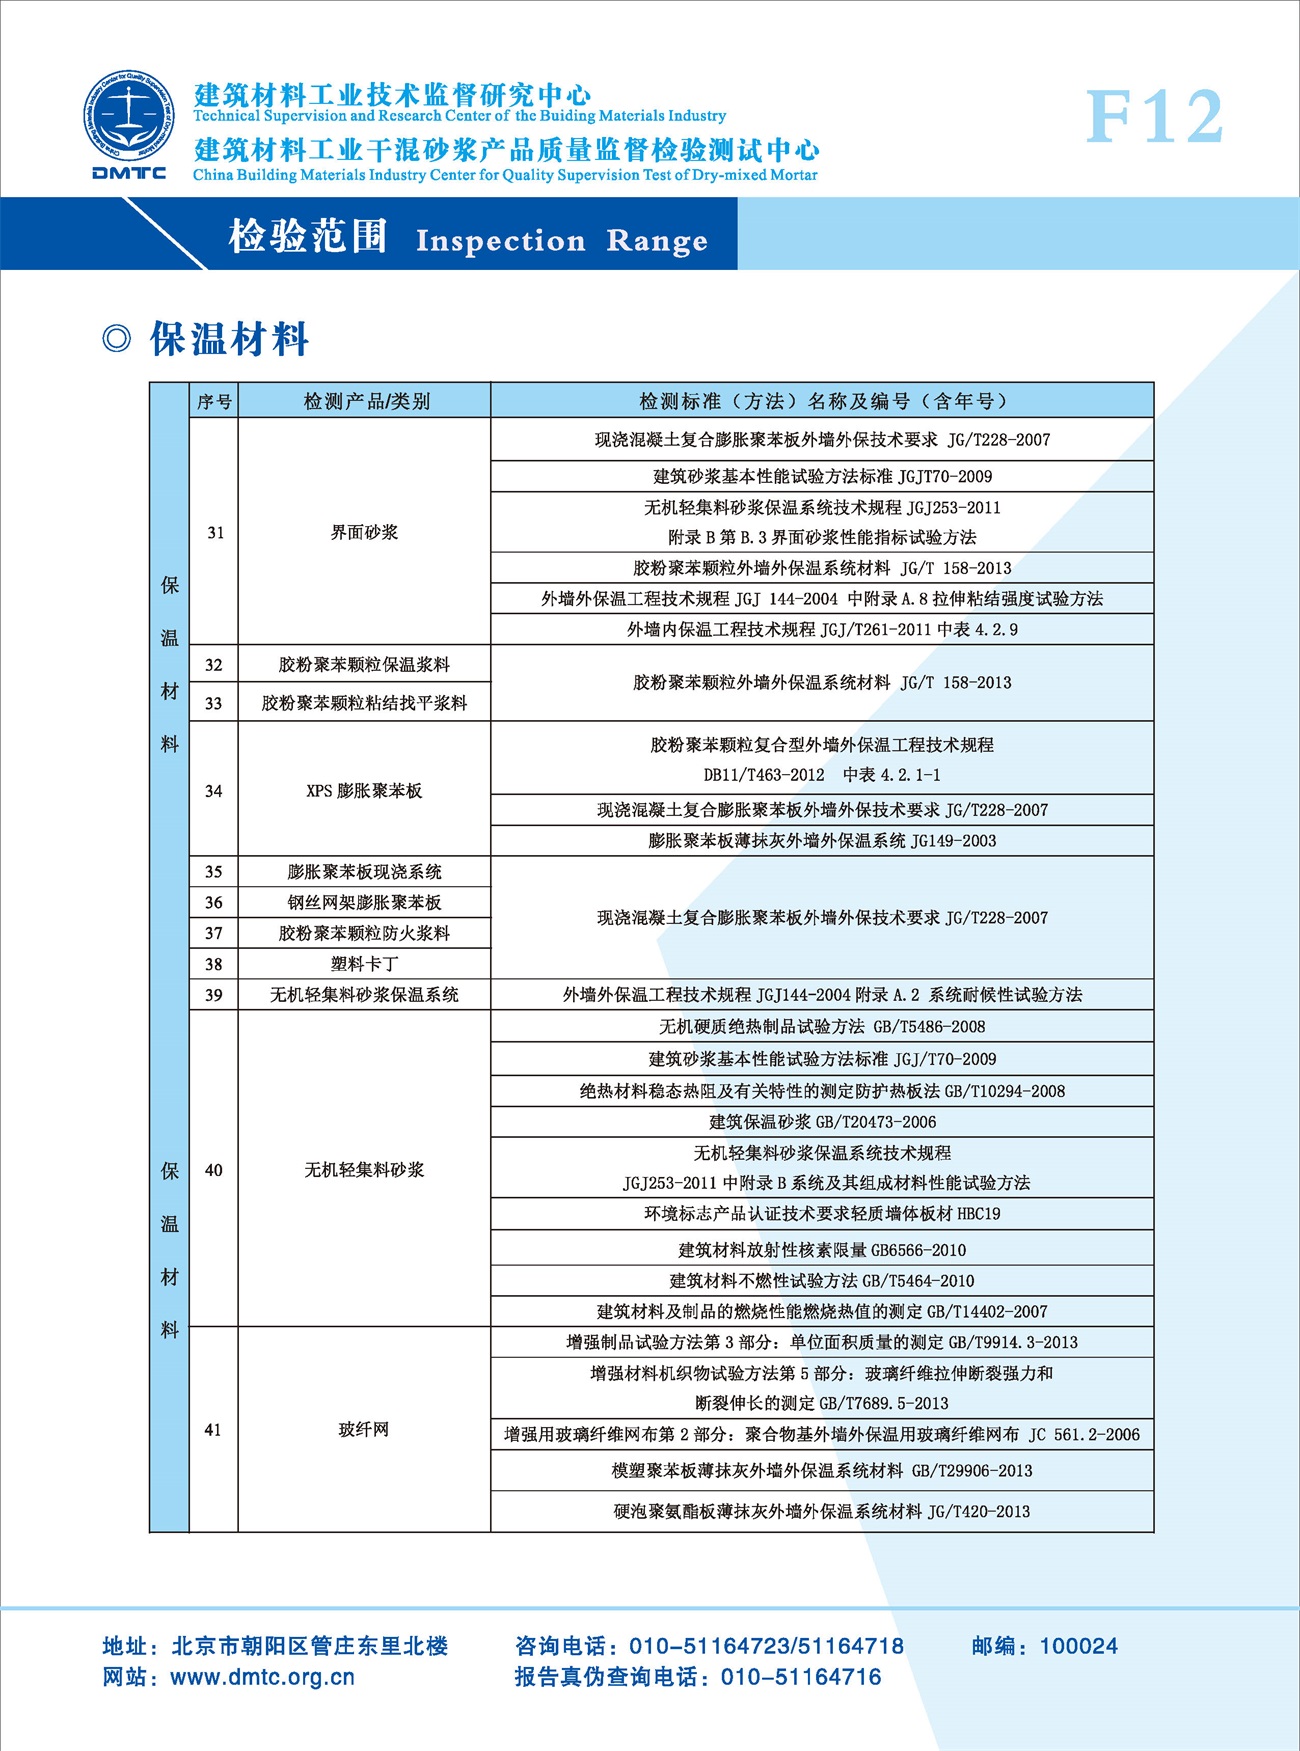 建筑材料工业技术监督研究中心
Technical Supervision and Research Center of the Buiding Materials Industry
建筑材料工业干混砂浆产品质量监督检验测试中心
China Building Materials Industry Center for Quality Supervision Test of Dry-mixed Mortar
DMTC
F12
检验范围 Inspection Range
◎ 保温材料
序号 检测产品/类别 检测标准（方法）名称及编号（含年号）
保温材料
31 界面砂浆
现浇混凝土复合膨胀聚苯板外墙外保技术要求 JG/T228-2007
建筑砂浆基本性能试验方法标准 JGJT70-2009
无机轻集料砂浆保温系统技术规程 JGJ253-2011
附录 B 第 B.3 界面砂浆性能指标试验方法
胶粉聚苯颗粒外墙外保温系统材料 JG/T 158-2013
外墙外保温工程技术规程 JGJ 144-2004 中附录 A.8 拉伸粘结强度试验方法
外墙内保温工程技术规程 JGJ/T261-2011 中表 4.2.9
32 胶粉聚苯颗粒保温浆料
33 胶粉聚苯颗粒粘结找平浆料
胶粉聚苯颗粒外墙外保温系统材料 JG/T 158-2013
34 XPS 膨胀聚苯板
胶粉聚苯颗粒复合型外墙外保温工程技术规程
DB11/T463-2012 中表 4.2.1-1
现浇混凝土复合膨胀聚苯板外墙外保技术要求 JG/T228-2007
膨胀聚苯板薄抹灰外墙外保温系统 JG149-2003
35 膨胀聚苯板现浇系统
36 钢丝网架膨胀聚苯板
37 胶粉聚苯颗粒防火浆料
38 塑料卡丁
现浇混凝土复合膨胀聚苯板外墙外保技术要求 JG/T228-2007
39 无机轻集料砂浆保温系统 外墙外保温工程技术规程 JGJ144-2004 附录 A.2 系统耐候性试验方法
保温材料
40 无机轻集料砂浆
无机硬质绝热制品试验方法 GB/T5486-2008
建筑砂浆基本性能试验方法标准 JGJ/T70-2009
绝热材料稳态热阻及有关特性的测定防护热板法 GB/T10294-2008
建筑保温砂浆 GB/T20473-2006
无机轻集料砂浆保温系统技术规程
JGJ253-2011 中附录 B 系统及其组成材料性能试验方法
环境标志产品认证技术要求轻质墙体板材 HBC19
建筑材料放射性核素限量 GB6566-2010
建筑材料不燃性试验方法 GB/T5464-2010
建筑材料及制品的燃烧性能燃烧热值的测定 GB/T14402-2007
41 玻纤网
增强制品试验方法第 3 部分：单位面积质量的测定 GB/T9914.3-2013
增强材料机织物试验方法第 5 部分：玻璃纤维拉伸断裂强力和
断裂伸长的测定 GB/T7689.5-2013
增强用玻璃纤维网布第 2 部分：聚合物基外墙外保温用玻璃纤维网布 JC 561.2-2006
模塑聚苯板薄抹灰外墙外保温系统材料 GB/T29906-2013
硬泡聚氨酯板薄抹灰外墙外保温系统材料 JG/T420-2013
地址：北京市朝阳区管庄东里北楼 咨询电话：010-51164723/51164718 邮编：100024
网站：www.dmtc.org.cn 报告真伪查询电话：010-51164716